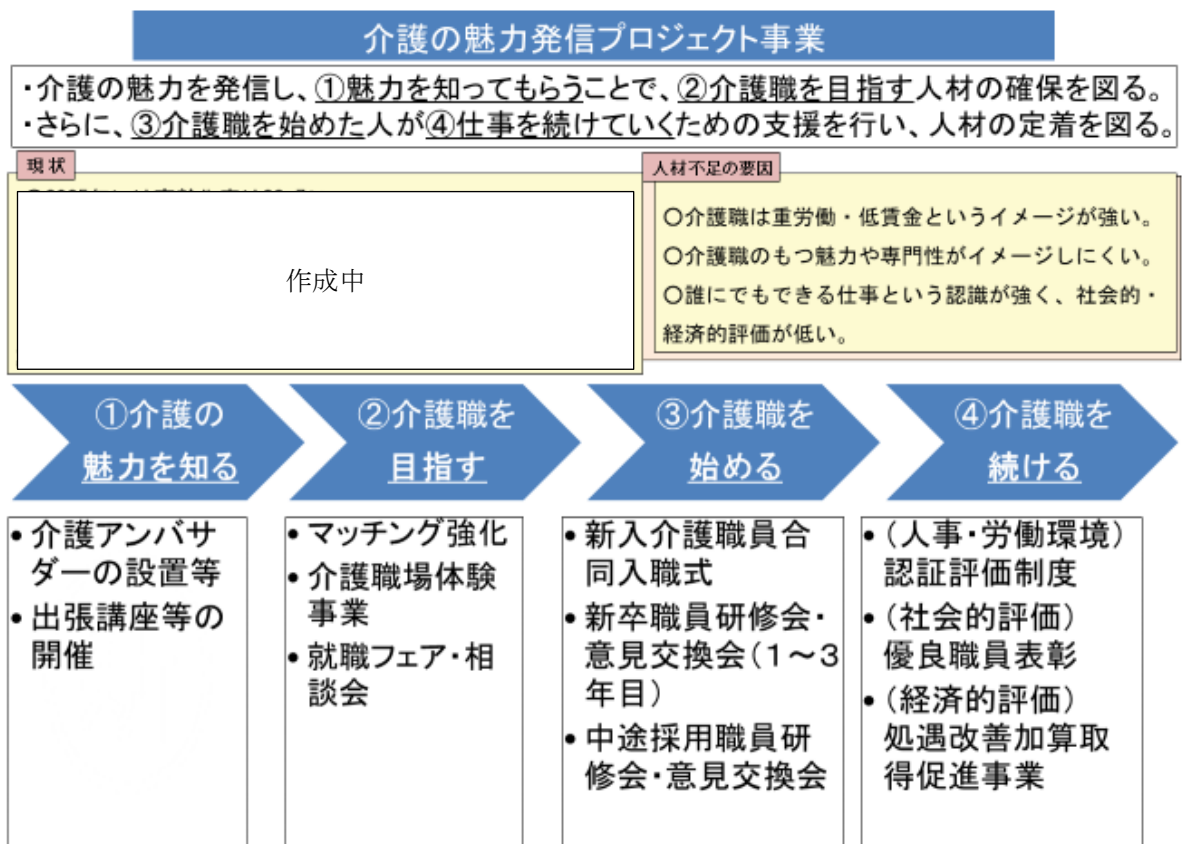 介護の魅力発信プロジェクト事業
・介護の魅力を発信し、①魅力を知ってもらうことで、②介護職を目指す人材の確保を図る。
・さらに、③介護職を始めた人が④仕事を続けていくための支援を行い、人材の定着を図る。
現状
作成中
人材不足の要因
〇介護職は重労働・低賃金というイメージが強い。
〇介護職のもつ魅力や専門性がイメージしにくい。
〇誰にでもできる仕事という認識が強く、社会的・
経済的評価が低い。
①介護の
魅力を知る
②介護職を
目指す
③介護職を
始める
④介護職を
続ける
• 介護アンバサ
ダーの設置等
• 出張講座等の
開催
• マッチング強化
• 介護職場体験
事業
• 就職フェア・相
談会
• 新入介護職員合
同入職式
• 新卒職員研修会・
意見交換会(1～3
年目)
• 中途採用職員研
修会・意見交換会
• (人事・労働環境)
認証評価制度
• (社会的評価)
優良職員表彰
• (経済的評価)
処遇改善加算取
得促進事業